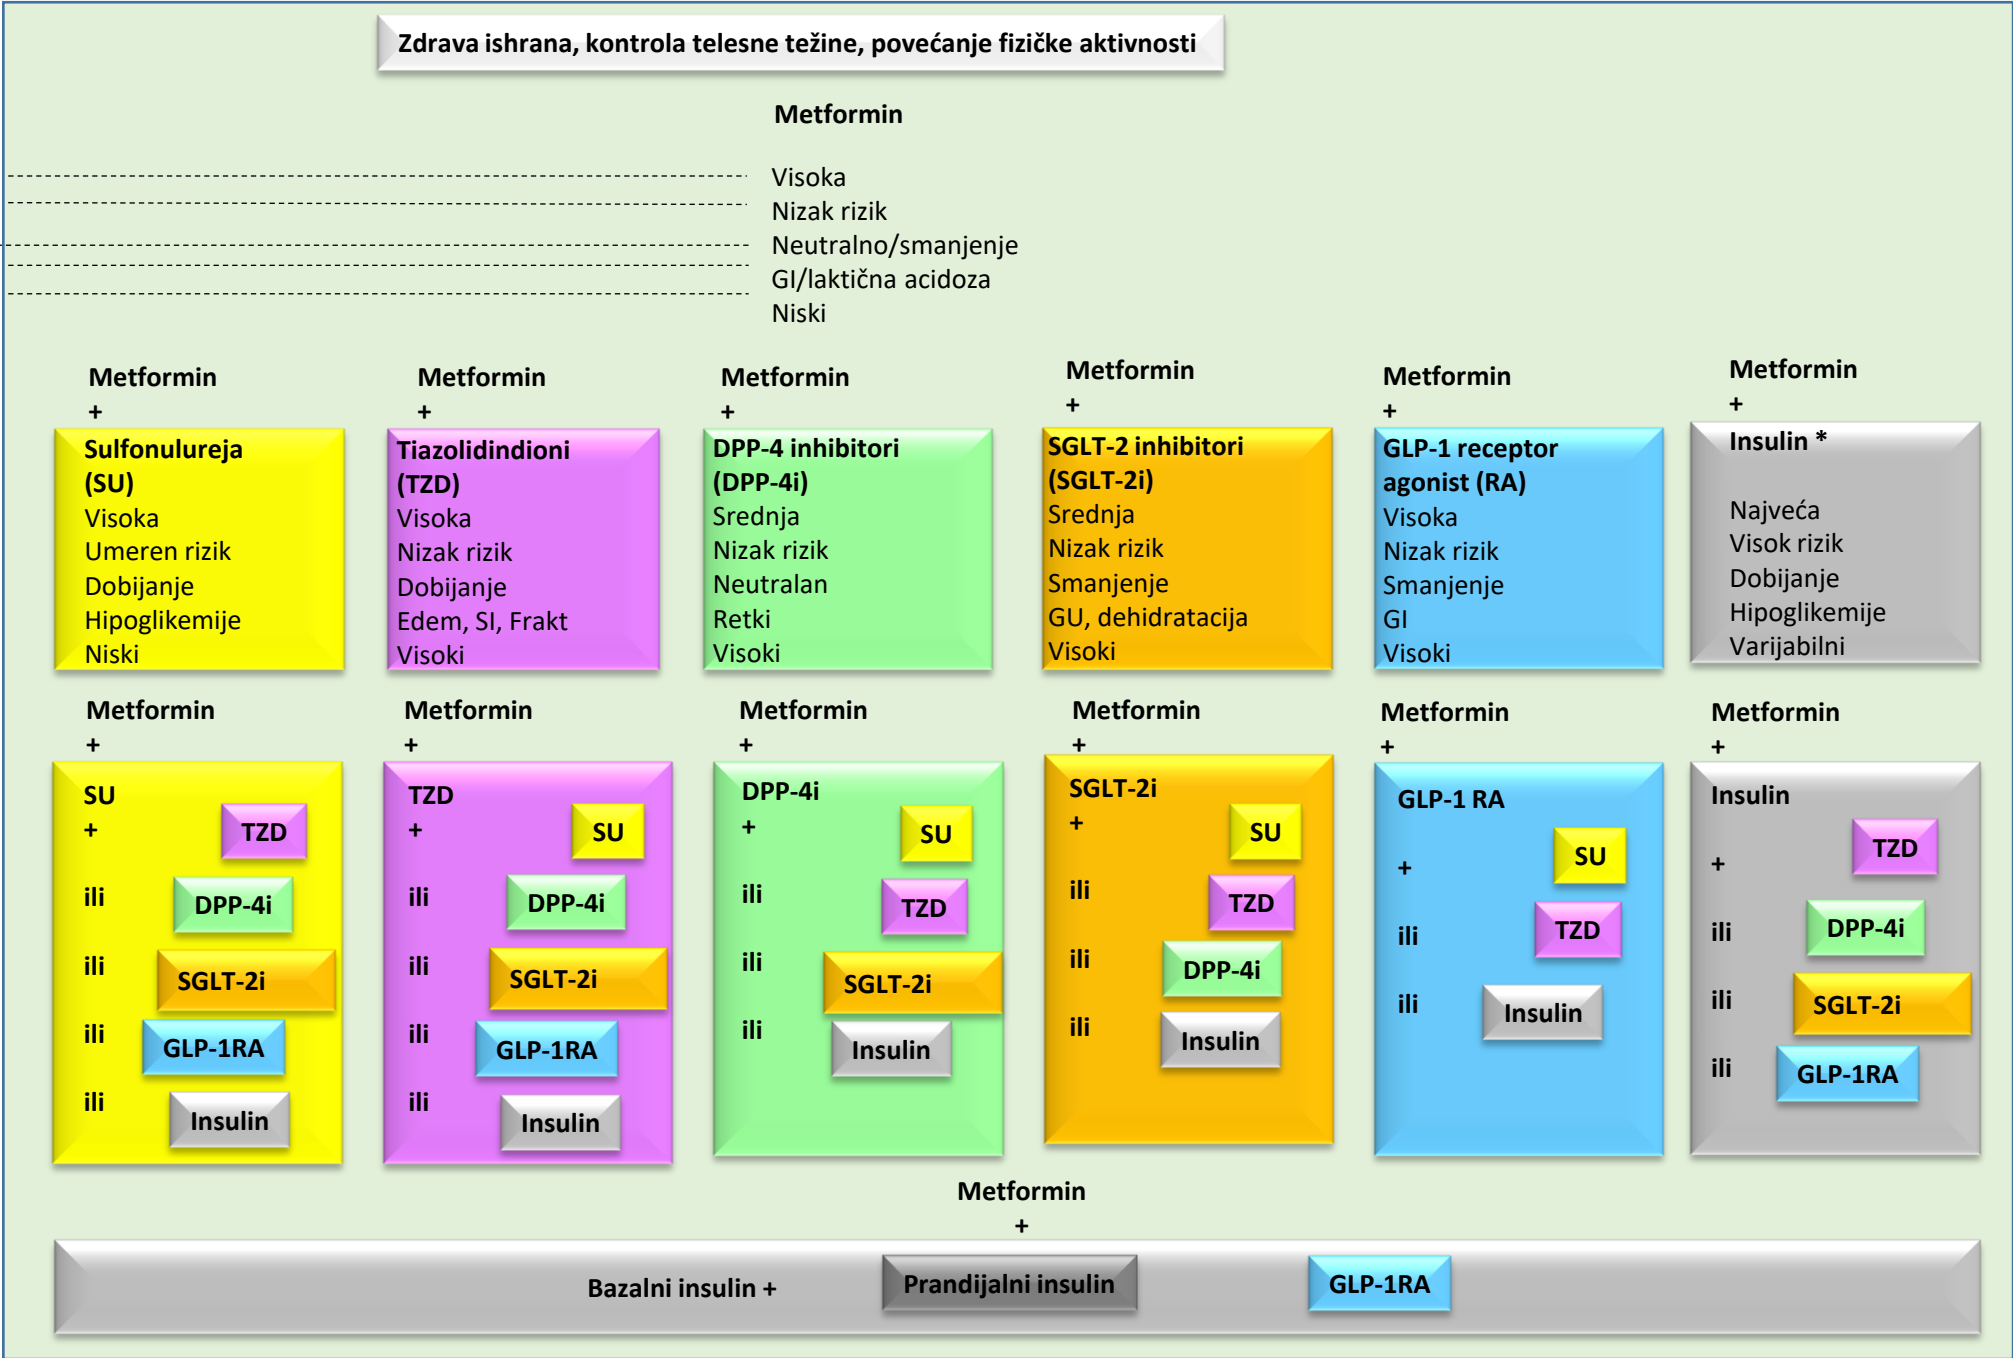 Zdrava ishrana, kontrola telesne težine, povećanje fizičke aktivnosti
Metformin
Visoka
Nizak rizik
Neutralno/smanjenje
GI/laktična acidoza
Niski
Metformin
+
Sulfonulureja
(SU)
Visoka
Umeren rizik
Dobijanje
Hipoglikemije
Niski
Metformin
+
Tiazolidindioni
(TZD)
Visoka
Nizak rizik
Dobijanje
Edem, SI, Frakt
Visoki
Metformin
+
DPP-4 inhibitori
(DPP-4i)
Srednja
Nizak rizik
Neutralan
Retki
Visoki
Metformin
+
SGLT-2 inhibitori
(SGLT-2i)
Srednja
Nizak rizik
Smanjenje
GU, dehidratacija
Visoki
Metformin
+
GLP-1 receptor
agonist (RA)
Visoka
Nizak rizik
Smanjenje
GI
Visoki
Metformin
+
Insulin *
Najveća
Visok rizik
Dobijanje
Hipoglikemije
Varijabilni
Metformin
+
SU
+ TZD
ili DPP-4i
ili SGLT-2i
ili GLP-1RA
ili Insulin
Metformin
+
TZD
+ SU
ili DPP-4i
ili SGLT-2i
ili GLP-1RA
ili Insulin
Metformin
+
DPP-4i
+ SU
ili TZD
ili SGLT-2i
ili Insulin
Metformin
+
SGLT-2i
+ SU
ili TZD
ili DPP-4i
ili Insulin
Metformin
+
GLP-1 RA
+ SU
ili TZD
ili Insulin
Metformin
+
Insulin
+ TZD
ili DPP-4i
ili SGLT-2i
ili GLP-1RA
Metformin
+
Bazalni insulin + Prandijalni insulin GLP-1RA